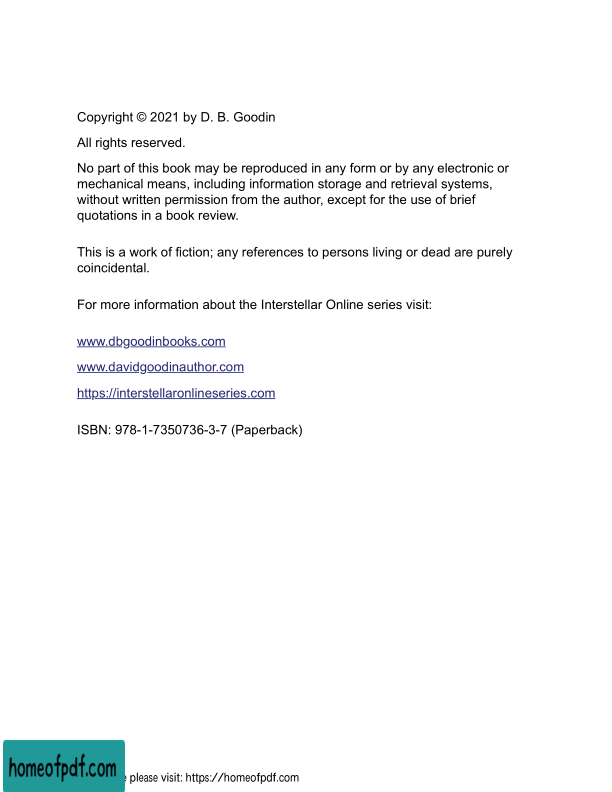 Copyright © 2021 by D. B. Goodin
All rights reserved.
No part of this book may be reproduced in any form or by any electronic or
mechanical means, including information storage and retrieval systems,
without written permission from the author, except for the use of brief
quotations in a book review.
This is a work of fiction; any references to persons living or dead are purely
coincidental.
For more information about the Interstellar Online series visit:
www.dbgoodinbooks.com
www.davidgoodinauthor.com
https://interstellaronlineseries.com
ISBN: 978-1-7350736-3-7 (Paperback)
homeofpdf.com
please visit: https://homeofpdf.com